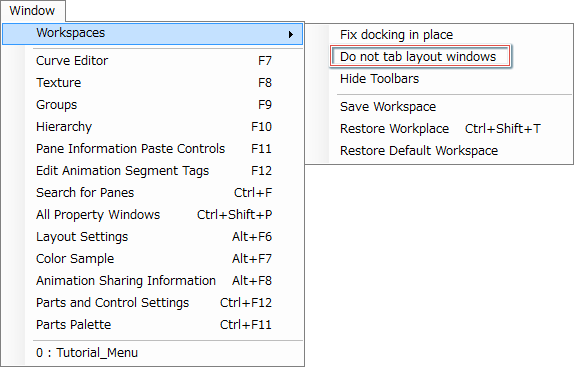 Window
Workspaces
Curve Editor F7
Texture F8
Groups F9
Hierarchy F10
Pane Information Paste Controls F11
Edit Animation Segment Tags F12
Search for Panes Ctrl+F
All Property Windows Ctrl+Shift+P
Layout Settings Alt+F6
Color Sample Alt+F7
Animation Sharing Information Alt+F8
Parts and Control Settings Ctrl+F12
Parts Palette Ctrl+F11
0 : Tutorial_Menu
Fix docking in place
Do not tab layout windows
Hide Toolbars
Save Workspace
Restore Workplace Ctrl+Shift+T
Restore Default Workspace